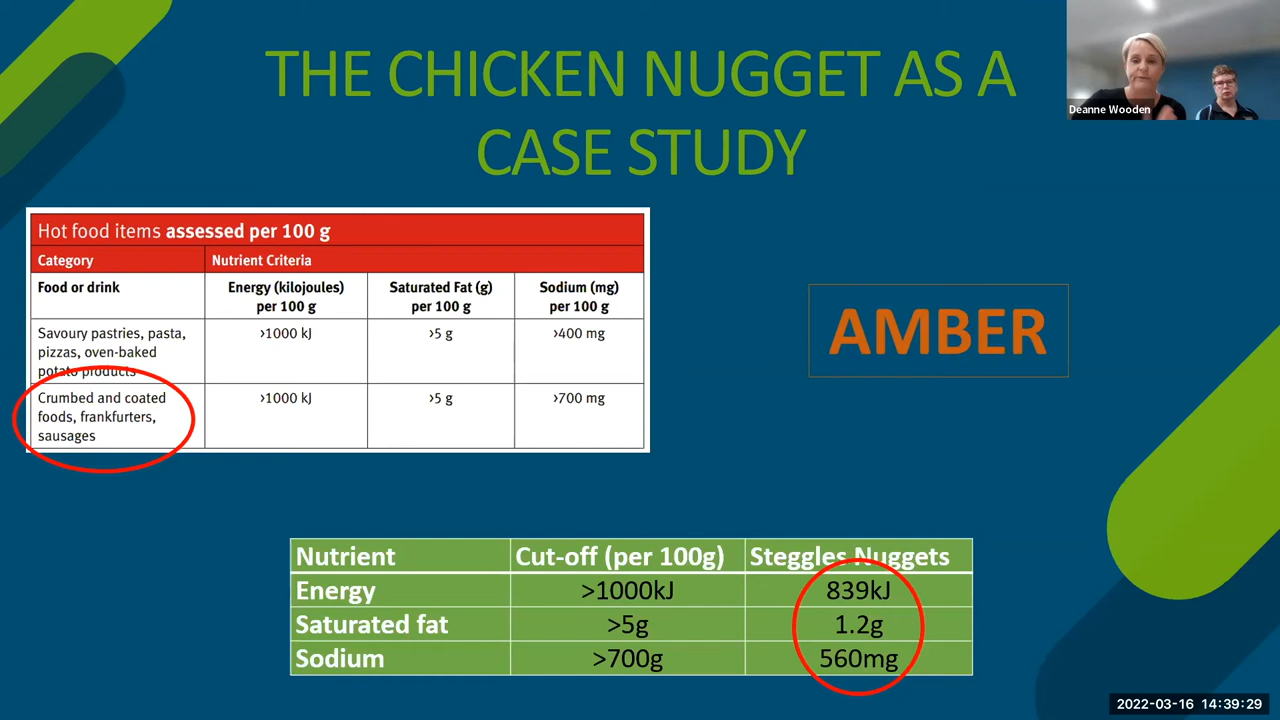 THE CHICKEN NUGGET AS A
CASE STUDY
Deanne Wooden
Hot food items assessed per 100 g
Category Nutrient Criteria
Food or drink Energy (kilojoules) per 100 g Saturated Fat (g) per 100 g Sodium (mg) per 100 g
Savoury pastries, pasta, pizzas, oven-baked potato products >1000 kJ >5 g >400 mg
Crumbed and coated foods, frankfurters, sausages >1000 kJ >5 g >700 mg
AMBER
Nutrient Cut-off (per 100g) Steggles Nuggets
Energy >1000kJ 839kJ
Saturated fat >5g 1.2g
Sodium >700g 560mg
2022-03-16 14:39:29